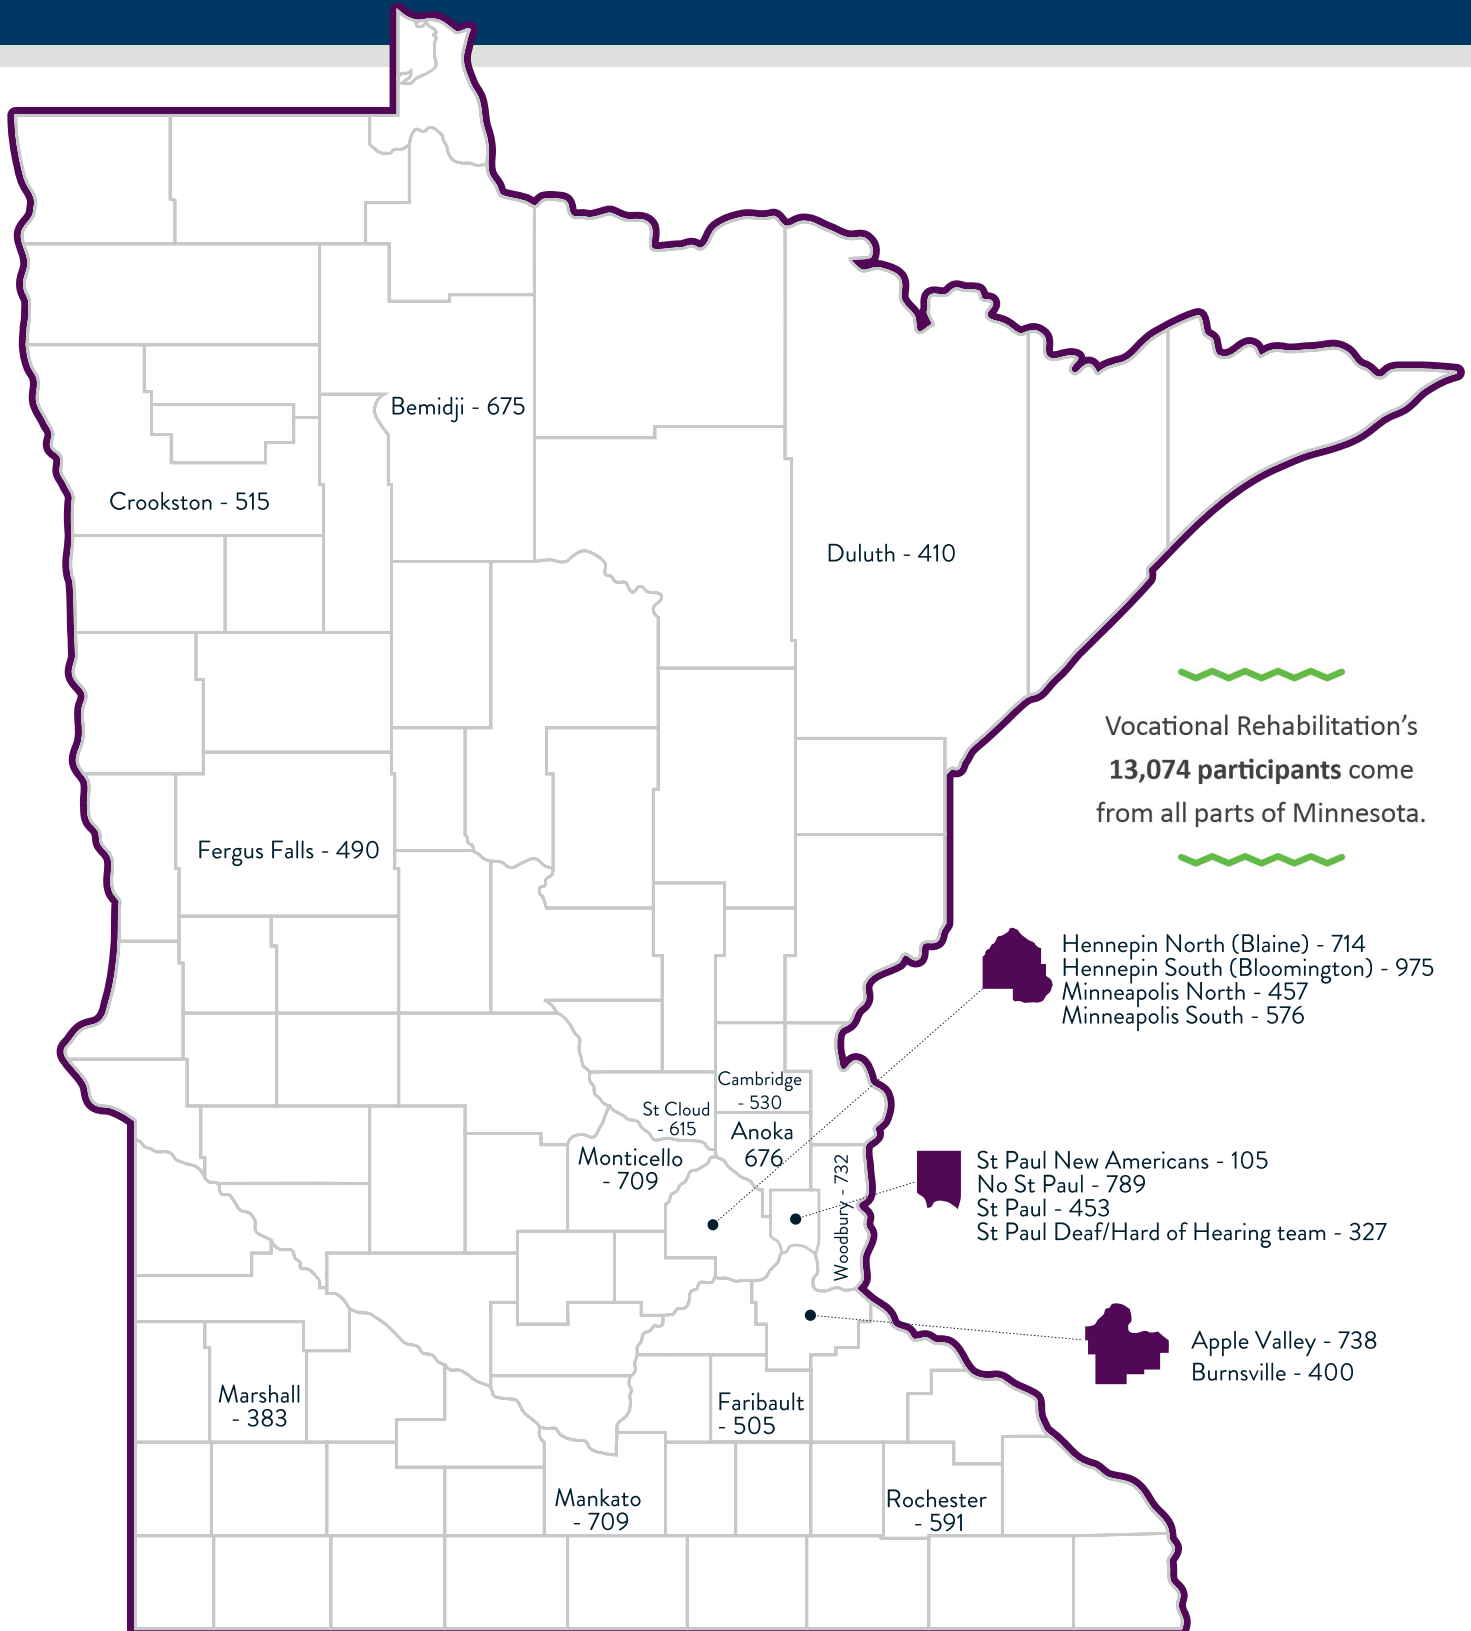 Bemidji - 675
Crookston - 515
Duluth - 410
Vocational Rehabilitation's
13,074 participants come
from all parts of Minnesota.
Fergus Falls - 490
Hennepin North (Blaine) - 714
Hennepin South (Bloomington) - 975
Minneapolis North - 457
Minneapolis South - 576
Cambridge
- 530
St Cloud
- 615
Anoka
676
Monticello
- 709
Woodbury - 732
St Paul New Americans - 105
No St Paul - 789
St Paul - 453
St Paul Deaf/Hard of Hearing team - 327
Apple Valley - 738
Burnsville - 400
Marshall
- 383
Faribault
- 505
Mankato
- 709
Rochester
- 591